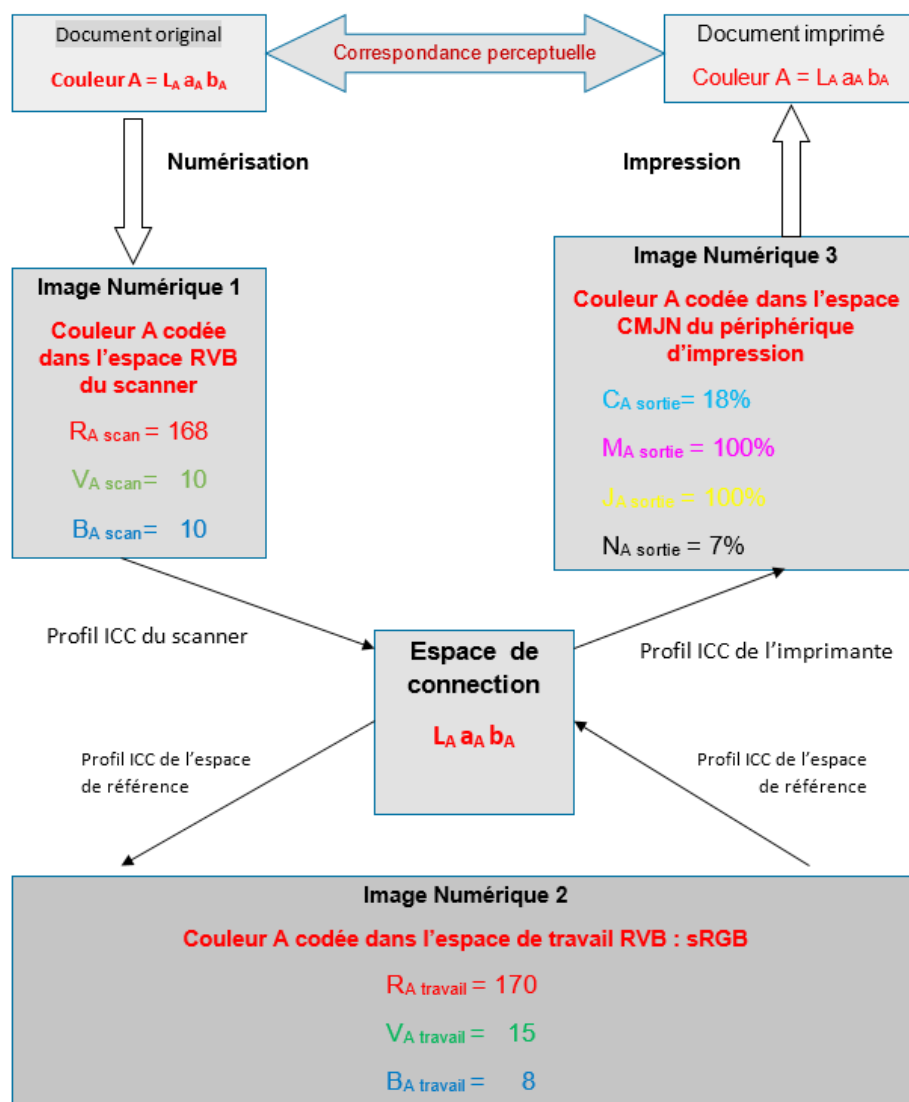 Document original
Couleur A = LA aA bA
Correspondance perceptuelle
Document imprimé
Couleur A = LA aA bA
Numérisation
Impression
Image Numérique 1
Couleur A codée
dans l'espace RVB
du scanner
RA scan = 168
VA scan= 10
BA scan= 10
Image Numérique 3
Couleur A codée dans l'espace
CMJN du périphérique
d'impression
CA sortie= 18%
MA sortie = 100%
JA sortie = 100%
NA sortie = 7%
Profil ICC du scanner
Espace de
connection
LA aA bA
Profil ICC de l'imprimante
Profil ICC de l'espace
de référence
Profil ICC de l'espace
de référence
Image Numérique 2
Couleur A codée dans l'espace de travail RVB : sRGB
RA travail = 170
VA travail = 15
BA travail = 8